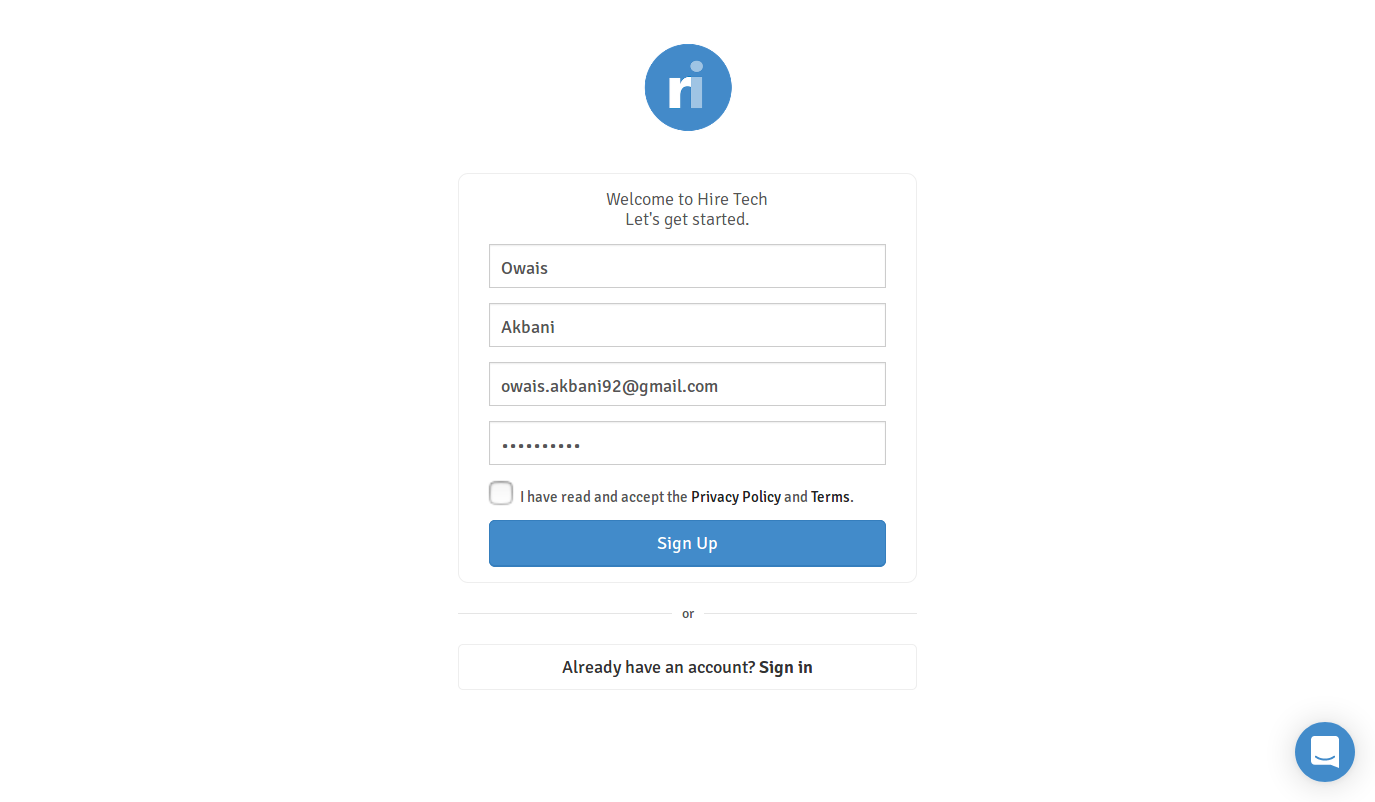 ri
Welcome to Hire Tech
Let's get started.
Owais
Akbani
owais.akbani92@gmail.com
••••••••••
I have read and accept the Privacy Policy and Terms.
Sign Up
or
Already have an account? Sign in